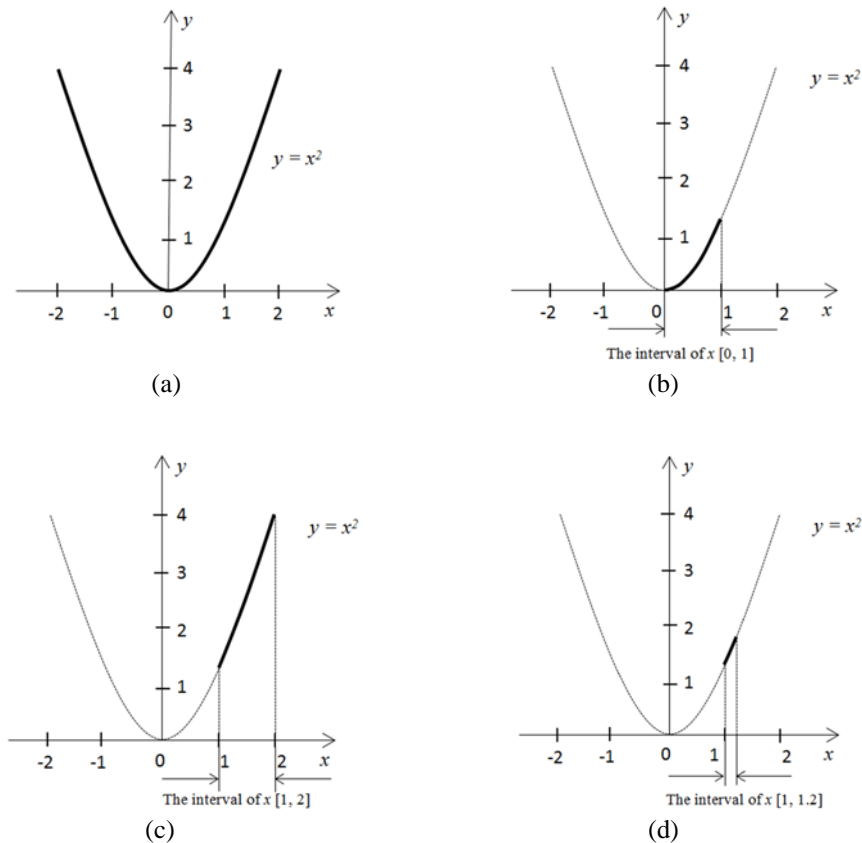 y
4
3
2
1
y = x²
-2 -1 0 1 2 x
(a)
y
4
3
2
1
y = x²
-2 -1 0 1 2 x
The interval of x [0, 1]
(b)
y
4
3
2
1
y = x²
-2 -1 0 1 2 x
The interval of x [1, 2]
(c)
y
4
3
2
1
y = x²
-2 -1 0 1 2 x
The interval of x [1, 1.2]
(d)